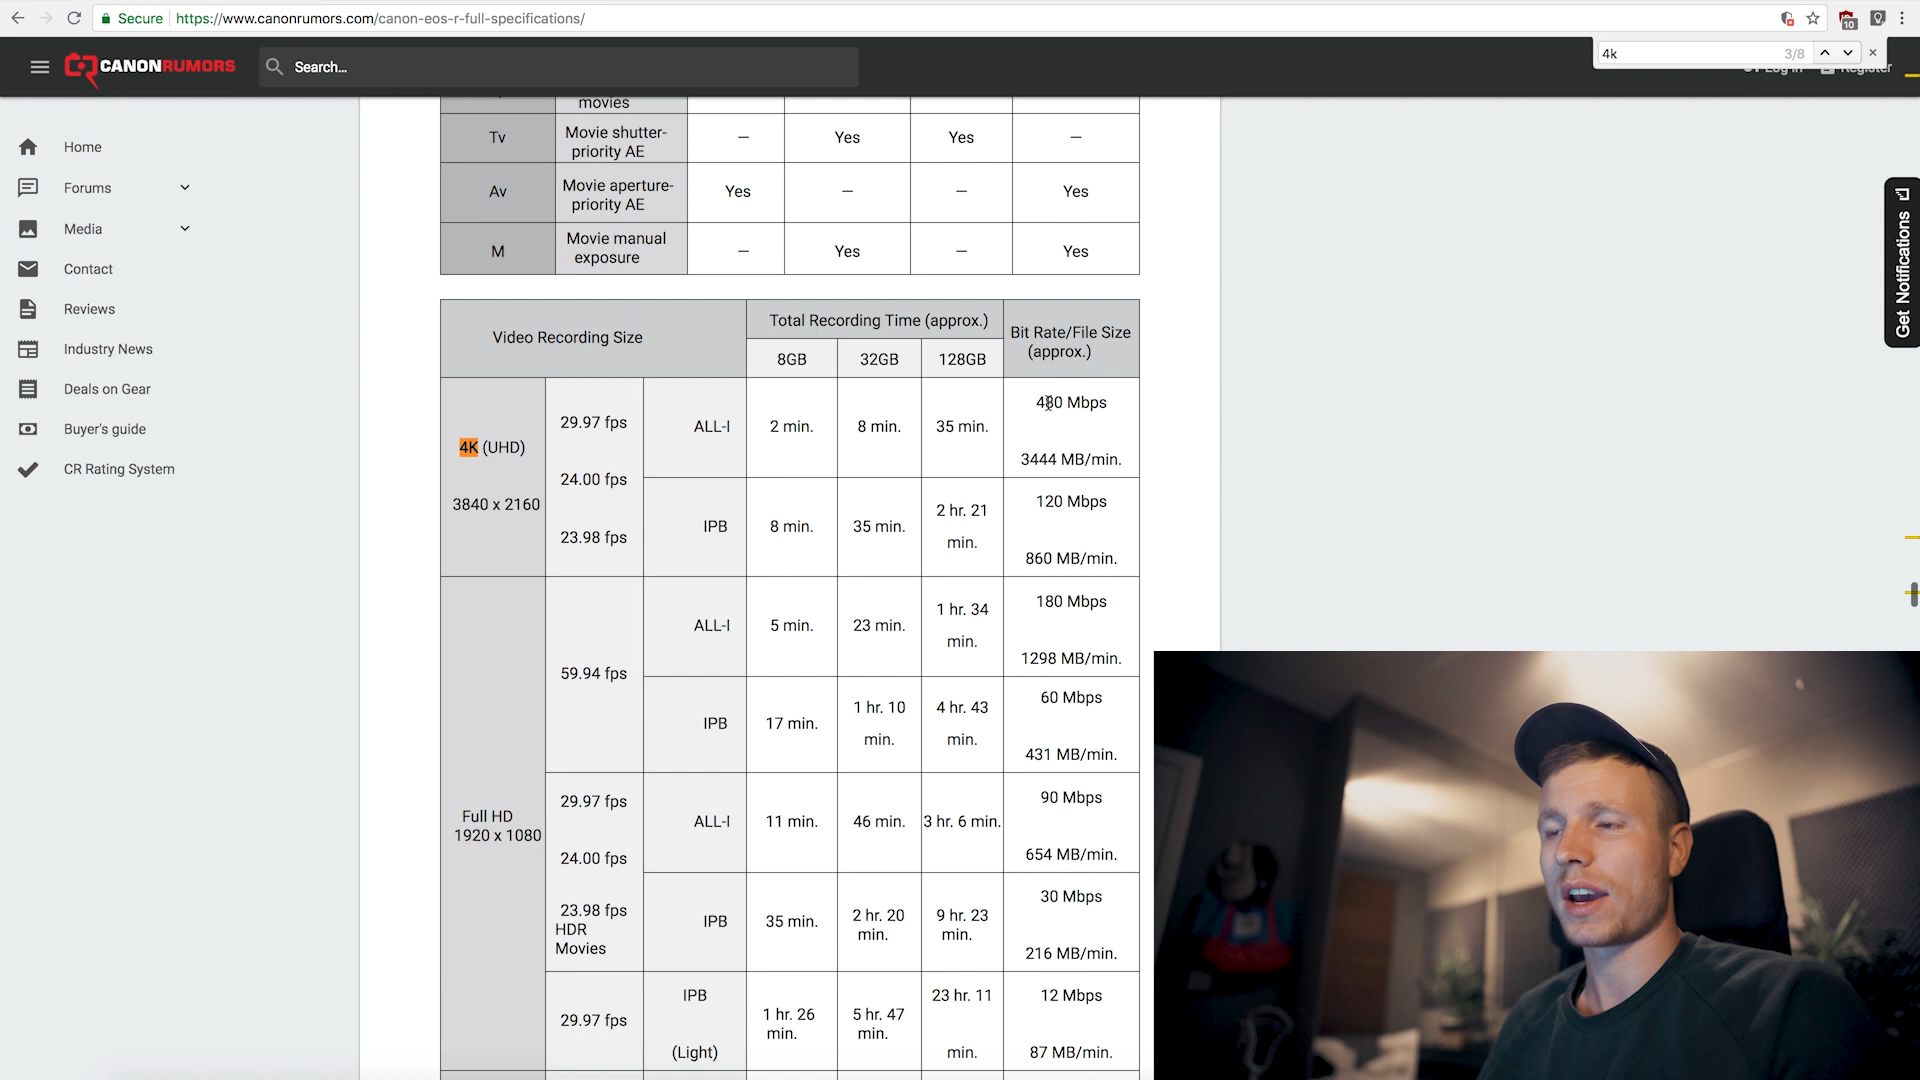 Secure
https://www.canonrumors.com/canon-eos-r-full-specifications/
10
4k
3/8
CANONRUMORS
Search...
Log in
Register
Home
Forums
Media
Contact
Reviews
Industry News
Deals on Gear
Buyer's guide
CR Rating System
Get Notifications
movies
Tv
Movie shutter-
priority AE
—
Yes
Yes
—
Av
Movie aperture-
priority AE
Yes
—
—
Yes
M
Movie manual
exposure
—
Yes
—
Yes
Video Recording Size
Total Recording Time (approx.)
Bit Rate/File Size
(approx.)
8GB
32GB
128GB
4K (UHD)
3840 x 2160
29.97 fps
24.00 fps
23.98 fps
ALL-I
2 min.
8 min.
35 min.
480 Mbps
3444 MB/min.
IPB
8 min.
35 min.
2 hr. 21
min.
120 Mbps
860 MB/min.
Full HD
1920 x 1080
59.94 fps
ALL-I
5 min.
23 min.
1 hr. 34
min.
180 Mbps
1298 MB/min.
IPB
17 min.
1 hr. 10
min.
4 hr. 43
min.
60 Mbps
431 MB/min.
29.97 fps
24.00 fps
23.98 fps
HDR
Movies
ALL-I
11 min.
46 min.
3 hr. 6 min.
90 Mbps
654 MB/min.
IPB
35 min.
2 hr. 20
min.
9 hr. 23
min.
30 Mbps
216 MB/min.
29.97 fps
IPB
(Light)
1 hr. 26
min.
5 hr. 47
min.
23 hr. 11
min.
12 Mbps
87 MB/min.